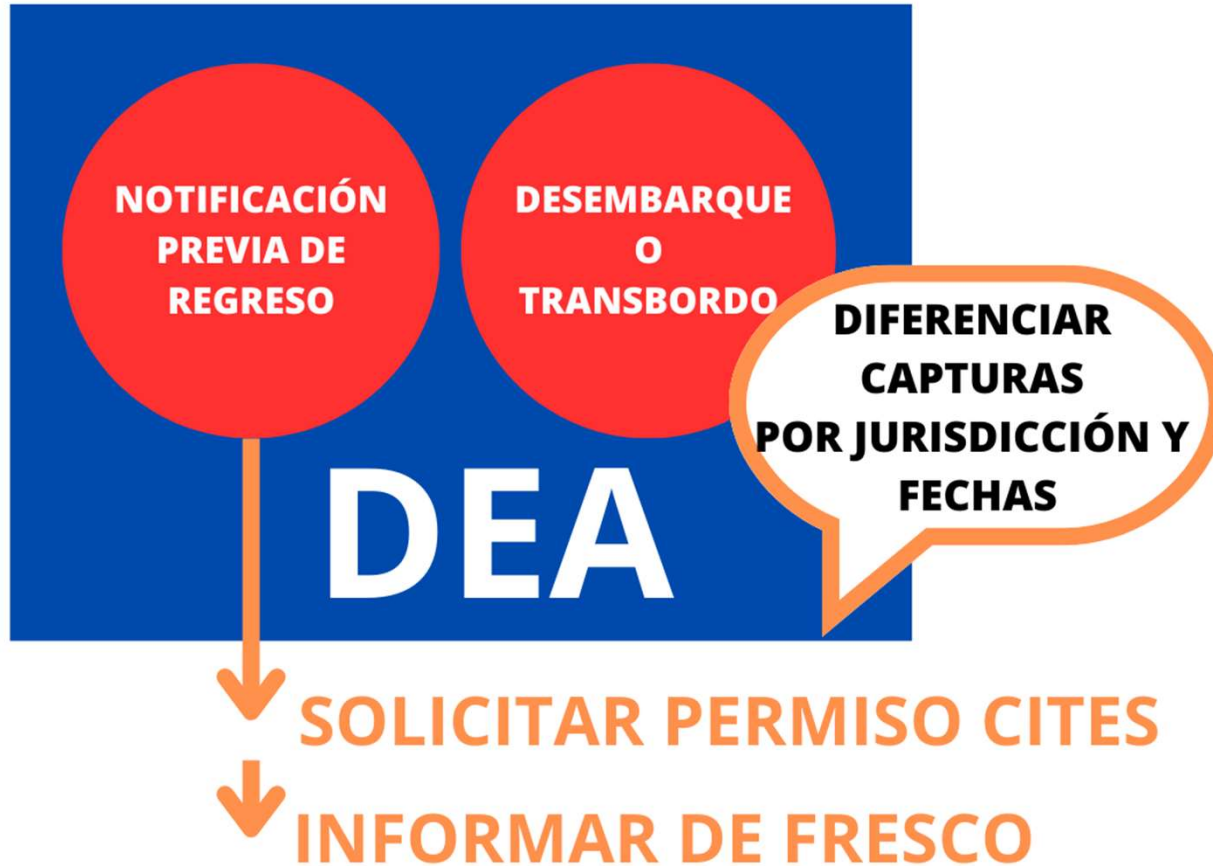 NOTIFICACIÓN
PREVIA DE
REGRESO
DESEMBARQUE
O
TRANSBORDO
DIFERENCIAR
CAPTURAS
POR JURISDICCIÓN Y
FECHAS
DEA
SOLICITAR PERMISO CITES
INFORMAR DE FRESCO